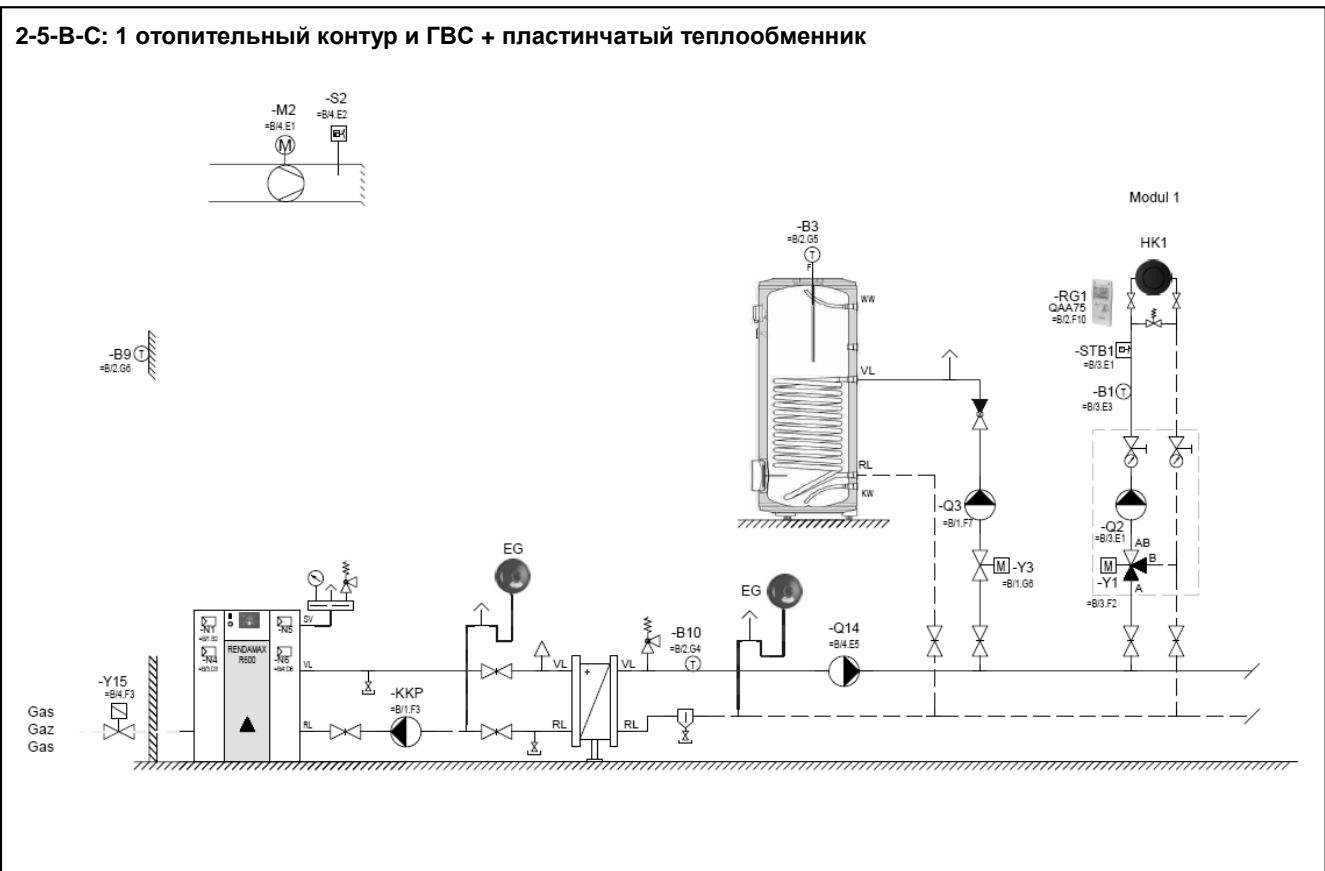 2-5-B-C: 1 отопительный контур и ГВС + пластинчатый теплообменник
-M2
=B/4.E1
M
-S2
=B/4.E2
-B9
=B/2.G6
T
-B3
=B/2.G5
T
F
WW
VL
RL
KW
Modul 1
HK1
-RG1
QAA75
=B/2.F10
-STB1
=B/3.E1
-B1
=B/3.E3
T
-Q3
=B/1.F7
M
-Y3
=B/1.G6
-Q2
=B/3.E1
AB
B
A
M
-Y1
=B/3.F2
EG
EG
-N1
=B/1.B2
-N4
=B/3.D3
-N5
-N6
RENDAMAX
R600
SV
VL
RL
-Y15
=B/4.F3
Gas
Gaz
Gas
-KKP
=B/1.F3
VL
RL
+
VL
RL
-B10
=B/2.G4
T
-Q14
=B/4.E5